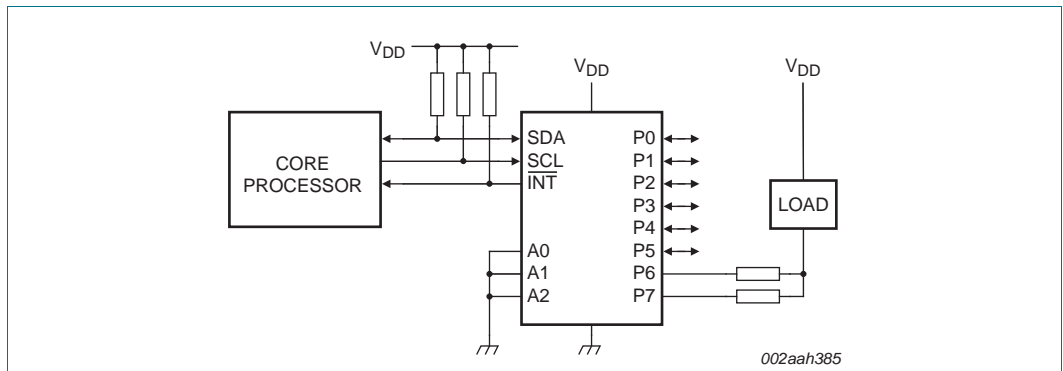 VDD
VDD
VDD
CORE
PROCESSOR
SDA
SCL
INT
A0
A1
A2
P0
P1
P2
P3
P4
P5
P6
P7
LOAD
002aah385